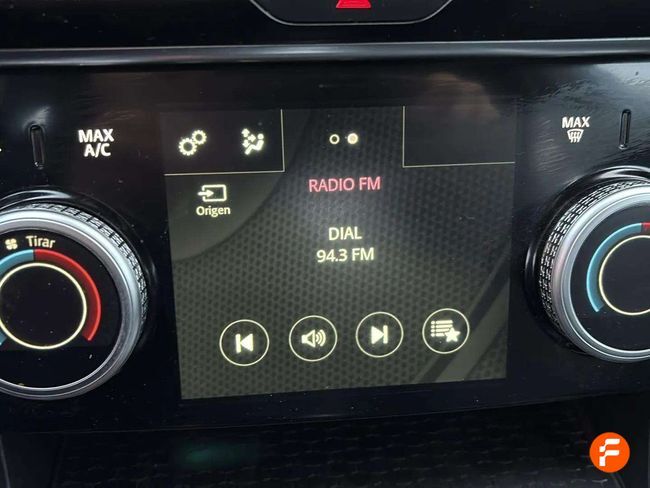 MAX
A/C
MAX
RADIO FM
Origen
DIAL
94.3 FM
Tirar